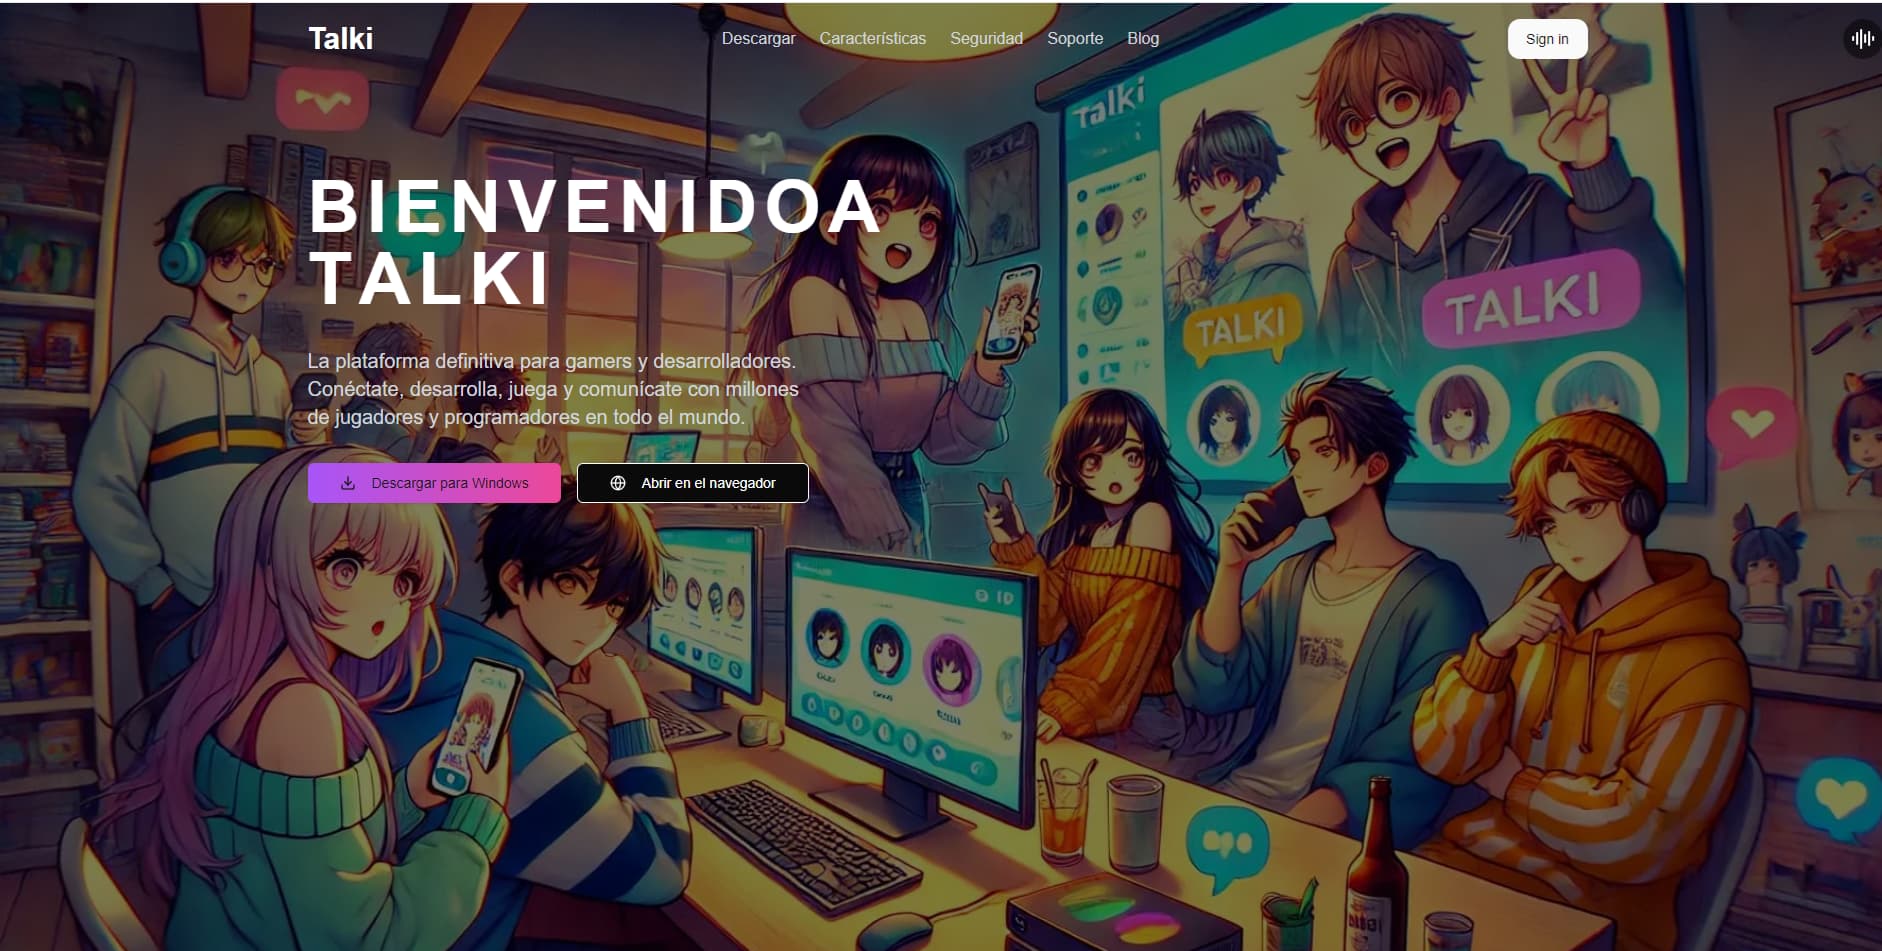 Talki
Descargar Características Seguridad Soporte Blog
Sign in
BIENVENIDOA
TALKI
La plataforma definitiva para gamers y desarrolladores.
Conéctate, desarrolla, juega y comunícate con millones
de jugadores y programadores en todo el mundo.
Descargar para Windows
Abrir en el navegador
Talki
TALKI
TALKI